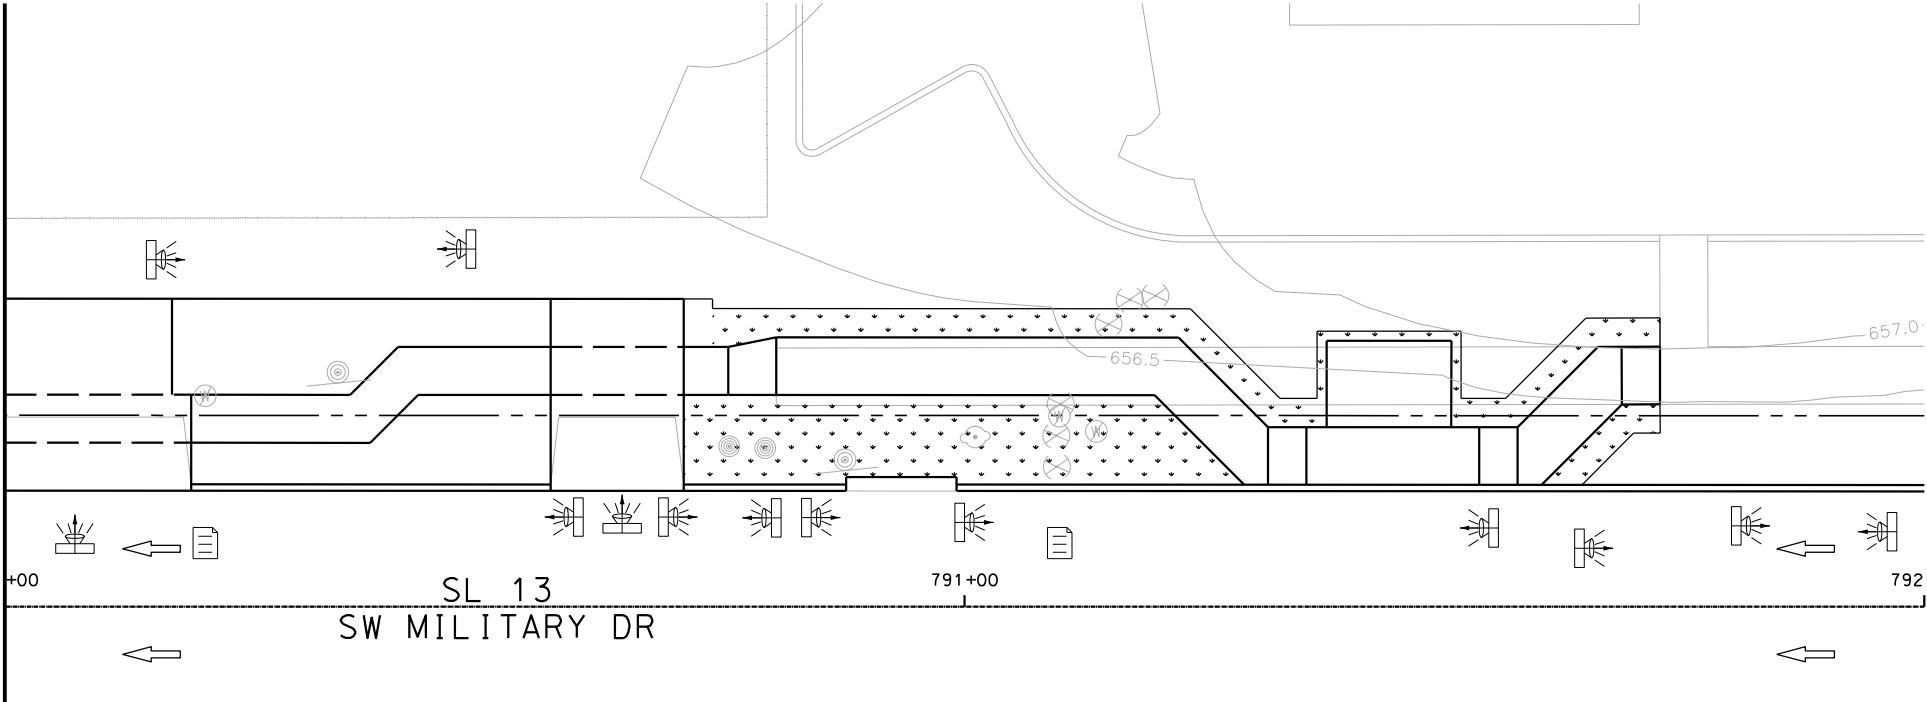 657.0
656.5
+00
791+00
792
SL 13
SW MILITARY DR
W
W
W